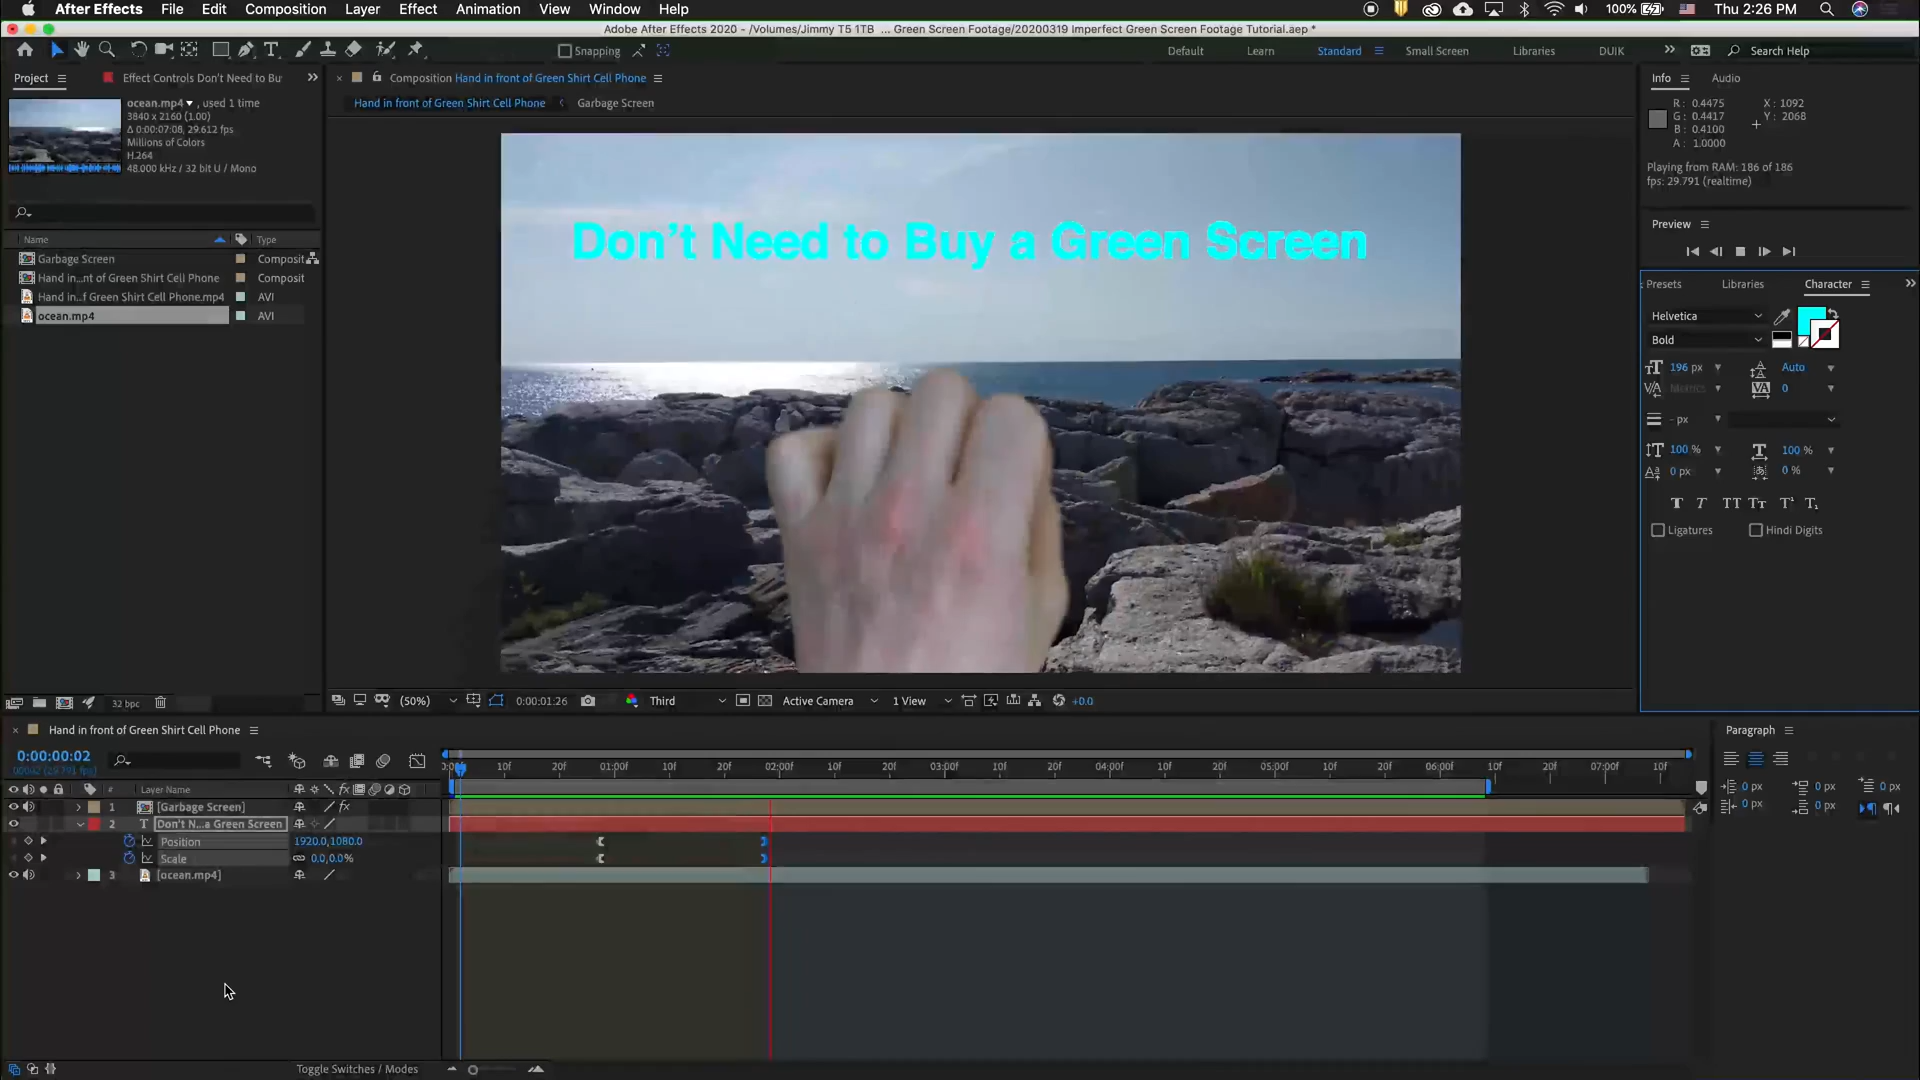 After Effects File Edit Composition Layer Effect Animation View Window Help 100% Thu 2:26 PM
Adobe After Effects 2020 - /Volumes/Jimmy T5 1TB ... Green Screen Footage/20200319 Imperfect Green Screen Footage Tutorial.aep *
Snapping Default Learn Standard Small Screen Libraries DUIK Search Help
Project Effect Controls Don't Need to Bu Composition Hand in front of Green Shirt Cell Phone Info Audio
Hand in front of Green Shirt Cell Phone Garbage Screen
ocean.mp4 , used 1 time
3840 x 2160 (1.00)
Δ 0:00:07:08, 29.612 fps
Millions of Colors
H.264
48.000 kHz / 32 bit U / Mono
R : 0.4475 X : 1092
G : 0.4417 Y : 2068
B : 0.4100
A : 1.0000
Playing from RAM: 186 of 186
fps: 29.791 (realtime)
Don't Need to Buy a Green Screen
Preview
Name Type
Garbage Screen Composit
Hand in...nt of Green Shirt Cell Phone Composit
Hand in...f Green Shirt Cell Phone.mp4 AVI
ocean.mp4 AVI
Presets Libraries Character
Helvetica
Bold
196 px Auto
Metrics 0
- px
100 % 100 %
0 px 0 %
T T TT Tt T¹ T₁
Ligatures Hindi Digits
32 bpc (50%) 0:00:01:26 Third Active Camera 1 View +0.0
Hand in front of Green Shirt Cell Phone Paragraph
0:00:00:02
00002 (29.791 fps)
10f 20f 01:00f 10f 20f 02:00f 10f 20f 03:00f 10f 20f 04:00f 10f 20f 05:00f 10f 20f 06:00f 10f 20f 07:00f 10f
# Layer Name
1 [Garbage Screen]
2 T Don't N...a Green Screen
Position 1920.0,1080.0
Scale 0.0,0.0%
3 [ocean.mp4]
0 px 0 px 0 px
0 px 0 px
Toggle Switches / Modes